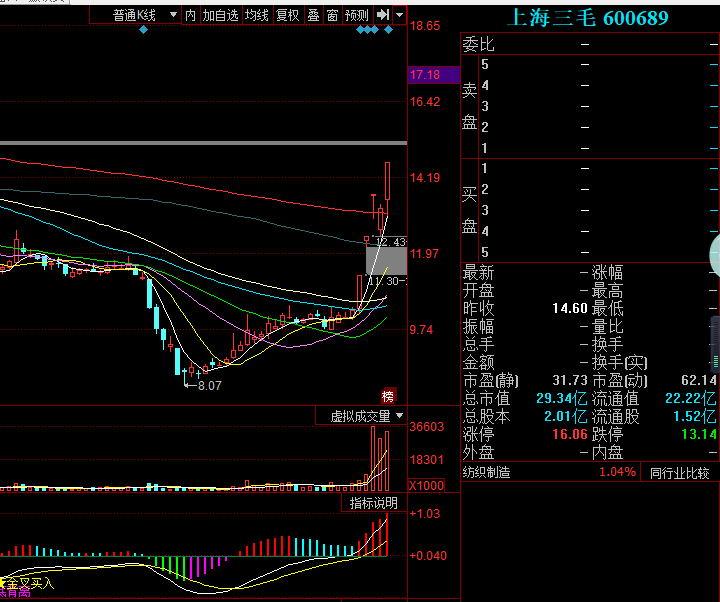 普通K线 内 加自选 均线 复权 叠 窗 预测
18.65
17.18
16.42
14.19
12.43
11.97
11.30
9.74
8.07
榜
虚拟成交量
36603
18301
X1000
指标说明
+1.03
+0.040
金叉买入
背离
上海三毛 600689
委比 —
卖盘
5 — —
4 — —
3 — —
2 — —
1 — —
买盘
1 — —
2 — —
3 — —
4 — —
5 — —
最新 — 涨幅 —
开盘 — 最高 —
昨收 14.60 最低 —
振幅 — 量比 —
总手 — 换手
金额 — 换手(实)
市盈(静) 31.73 市盈(动) 62.14
总市值 29.34亿 流通值 22.22亿
总股本 2.01亿 流通股 1.52亿
涨停 16.06 跌停 13.14
外盘 — 内盘 —
纺织制造 1.04% 同行业比较